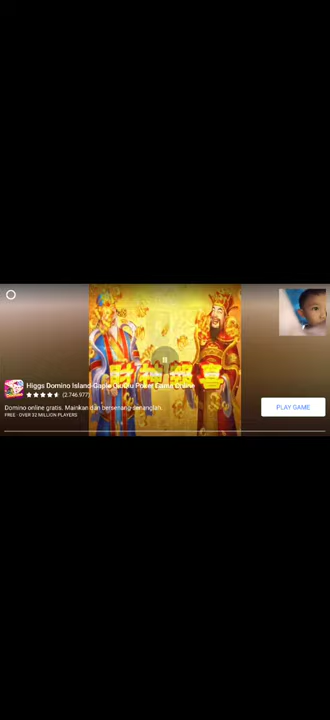 Higgs Domino Island-Gaple QiuQiu Poker Game Online
(2.746.977)
Domino online gratis. Mainkan dan bersenang-senanglah.
FREE · OVER 32 MILLION PLAYERS
PLAY GAME